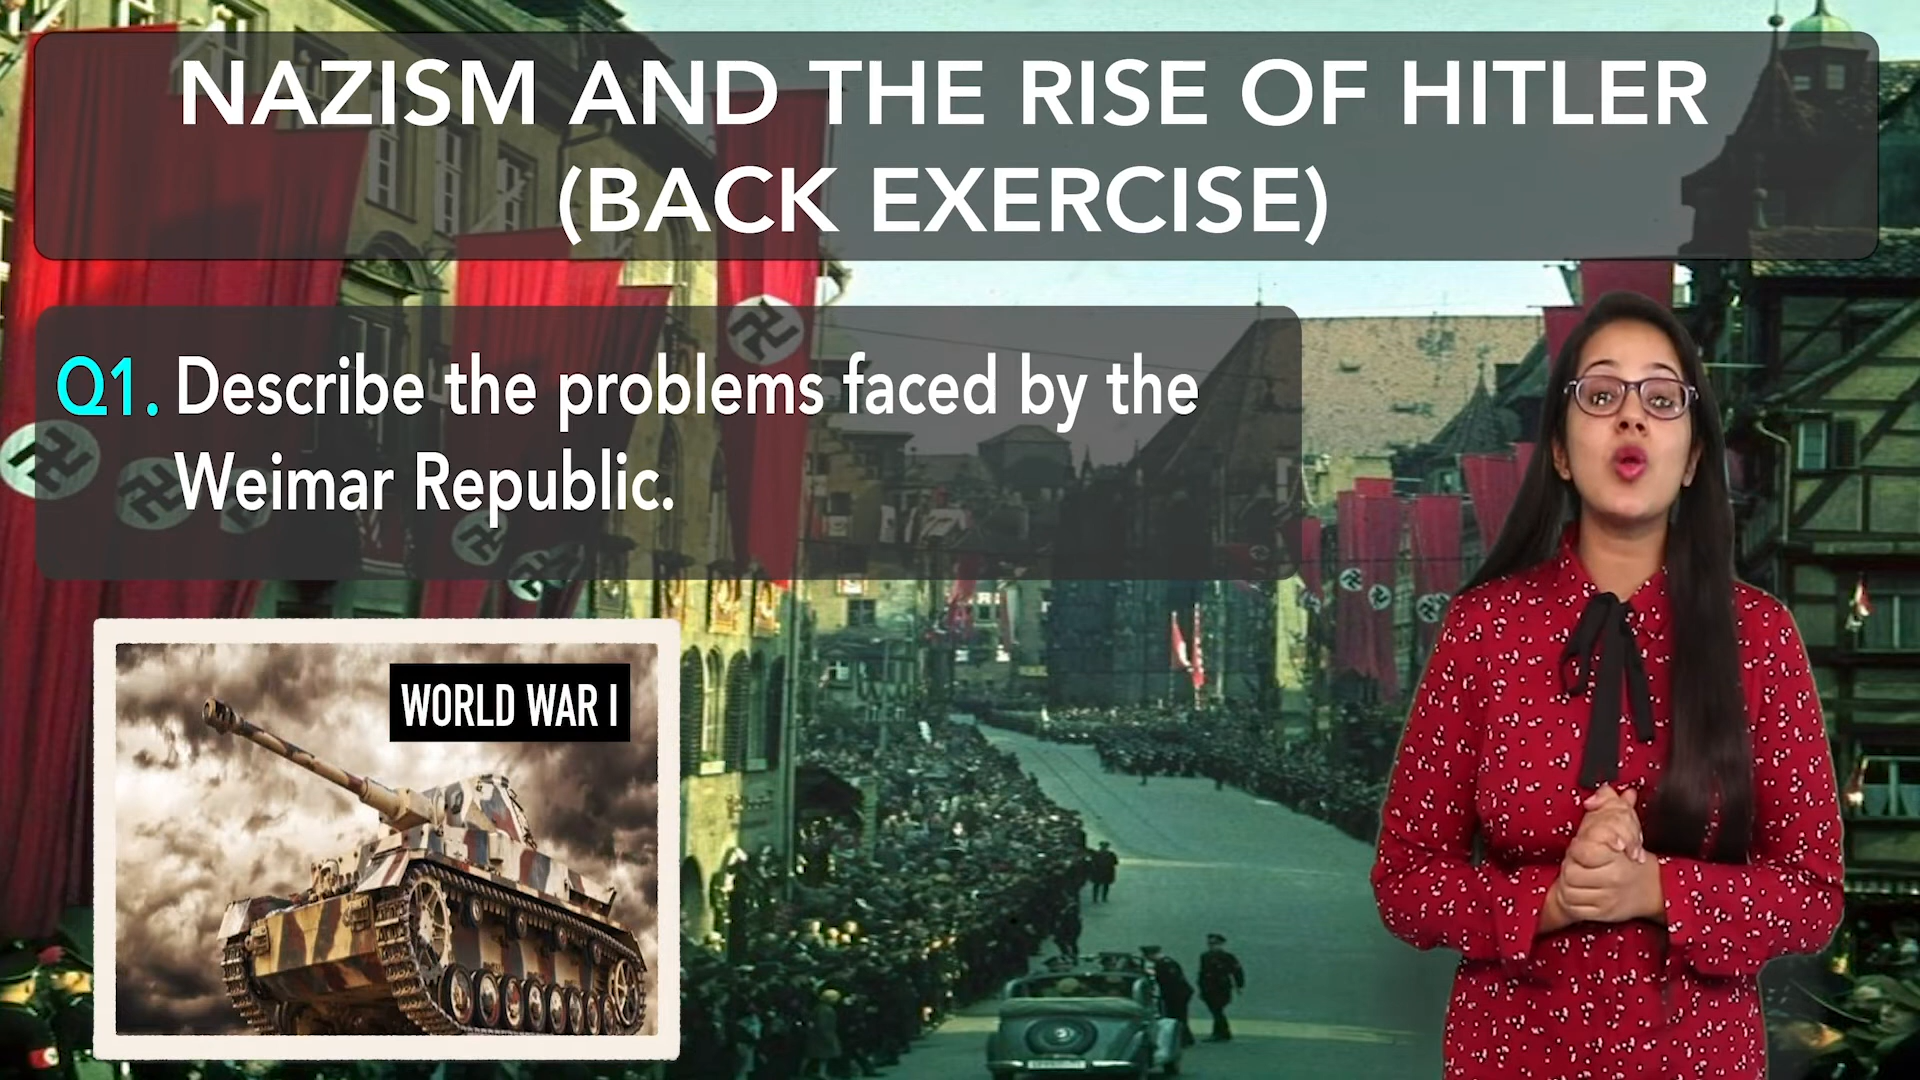 NAZISM AND THE RISE OF HITLER
(BACK EXERCISE)
Q1. Describe the problems faced by the
Weimar Republic.
WORLD WAR I